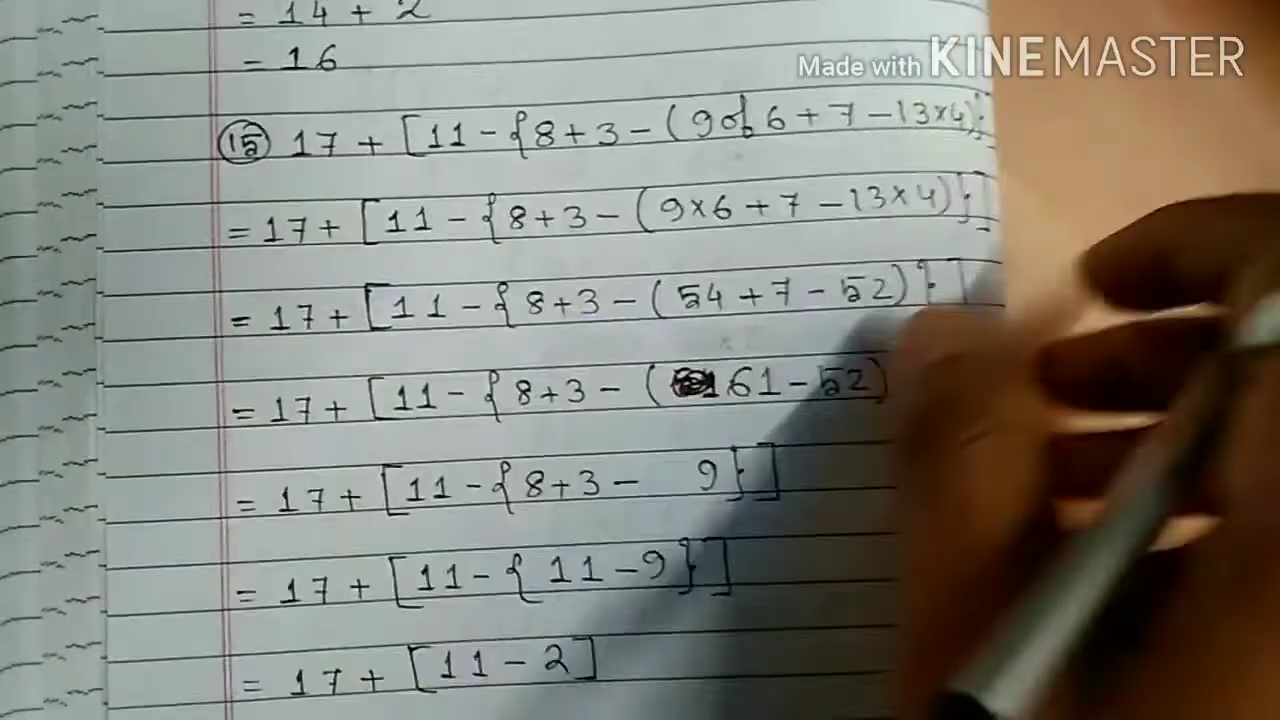 = 14 + 2
= 16
Made with KINEMASTER
(15) 17 + [11 - {8 + 3 - (9 of 6 + 7 - 13 × 4)}
= 17 + [11 - {8 + 3 - (9 × 6 + 7 - 13 × 4)}]
= 17 + [11 - {8 + 3 - (54 + 7 - 52)}]
= 17 + [11 - {8 + 3 - (61 - 52)
= 17 + [11 - {8 + 3 - 9}]
= 17 + [11 - {11 - 9}]
= 17 + [11 - 2]